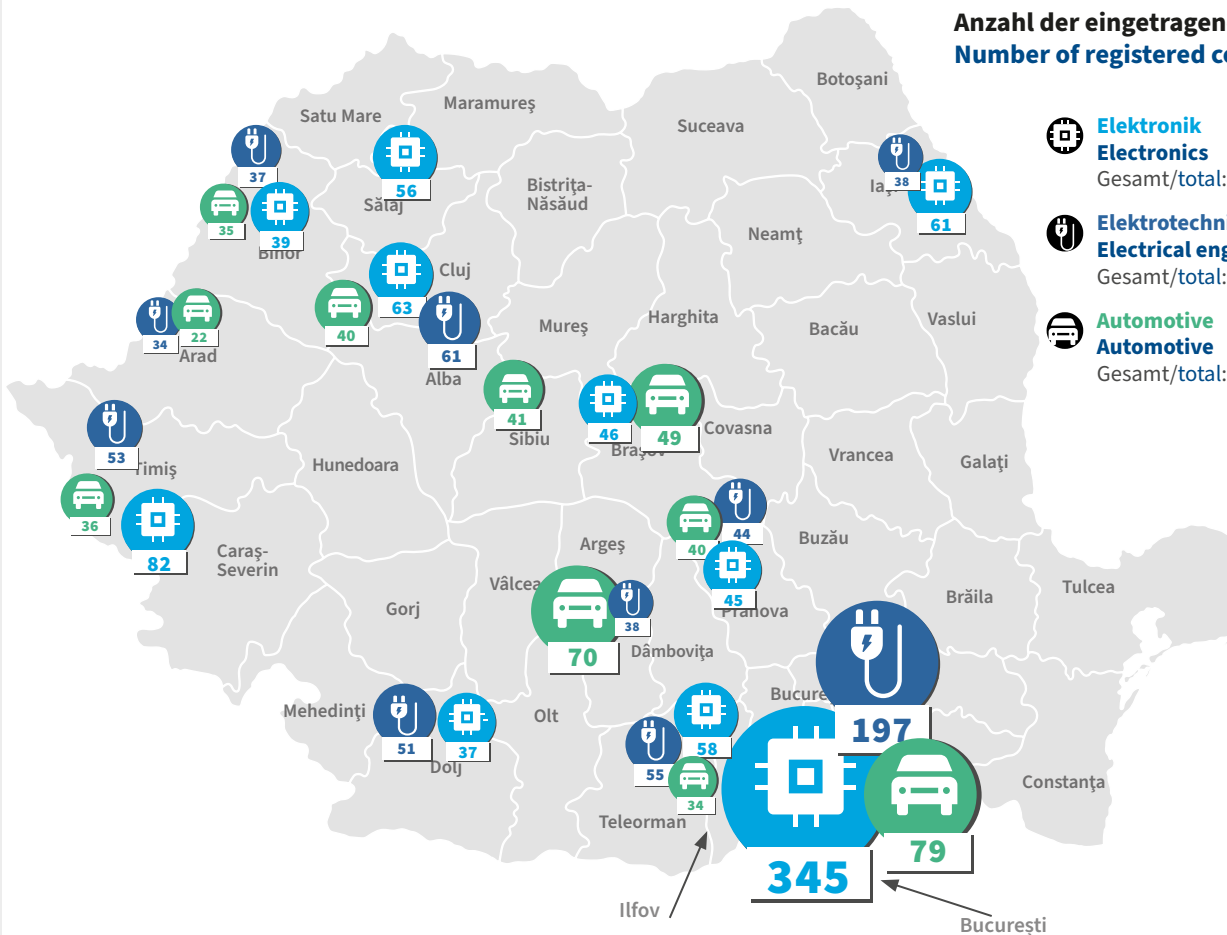 Anzahl der eingetragen
Number of registered
Elektronik
Electronics
Gesamt/total:
Elektrotechn
Electrical eng
Gesamt/total:
Automotive
Automotive
Gesamt/total:
Botoşani
Satu Mare
Maramureş
Suceava
37
56
38
35
39
Sălaj
Bistriţa-
Năsăud
61
Bihor
Neamţ
Cluj
63
40
34
22
61
Arad
Alba
Mureş
Harghita
Bacău
Vaslui
41
Sibiu
46
49
Braşov
Covasna
53
Timiş
Hunedoara
Vrancea
Galaţi
36
82
Caraş-
Severin
40
44
45
Prahova
Buzău
Argeş
Vâlcea
70
38
Gorj
Dâmboviţa
Brăila
Tulcea
Mehedinţi
51
37
Dolj
Olt
58
55
34
Teleorman
Bucure
197
345
79
Constanţa
Ilfov
Bucureşti